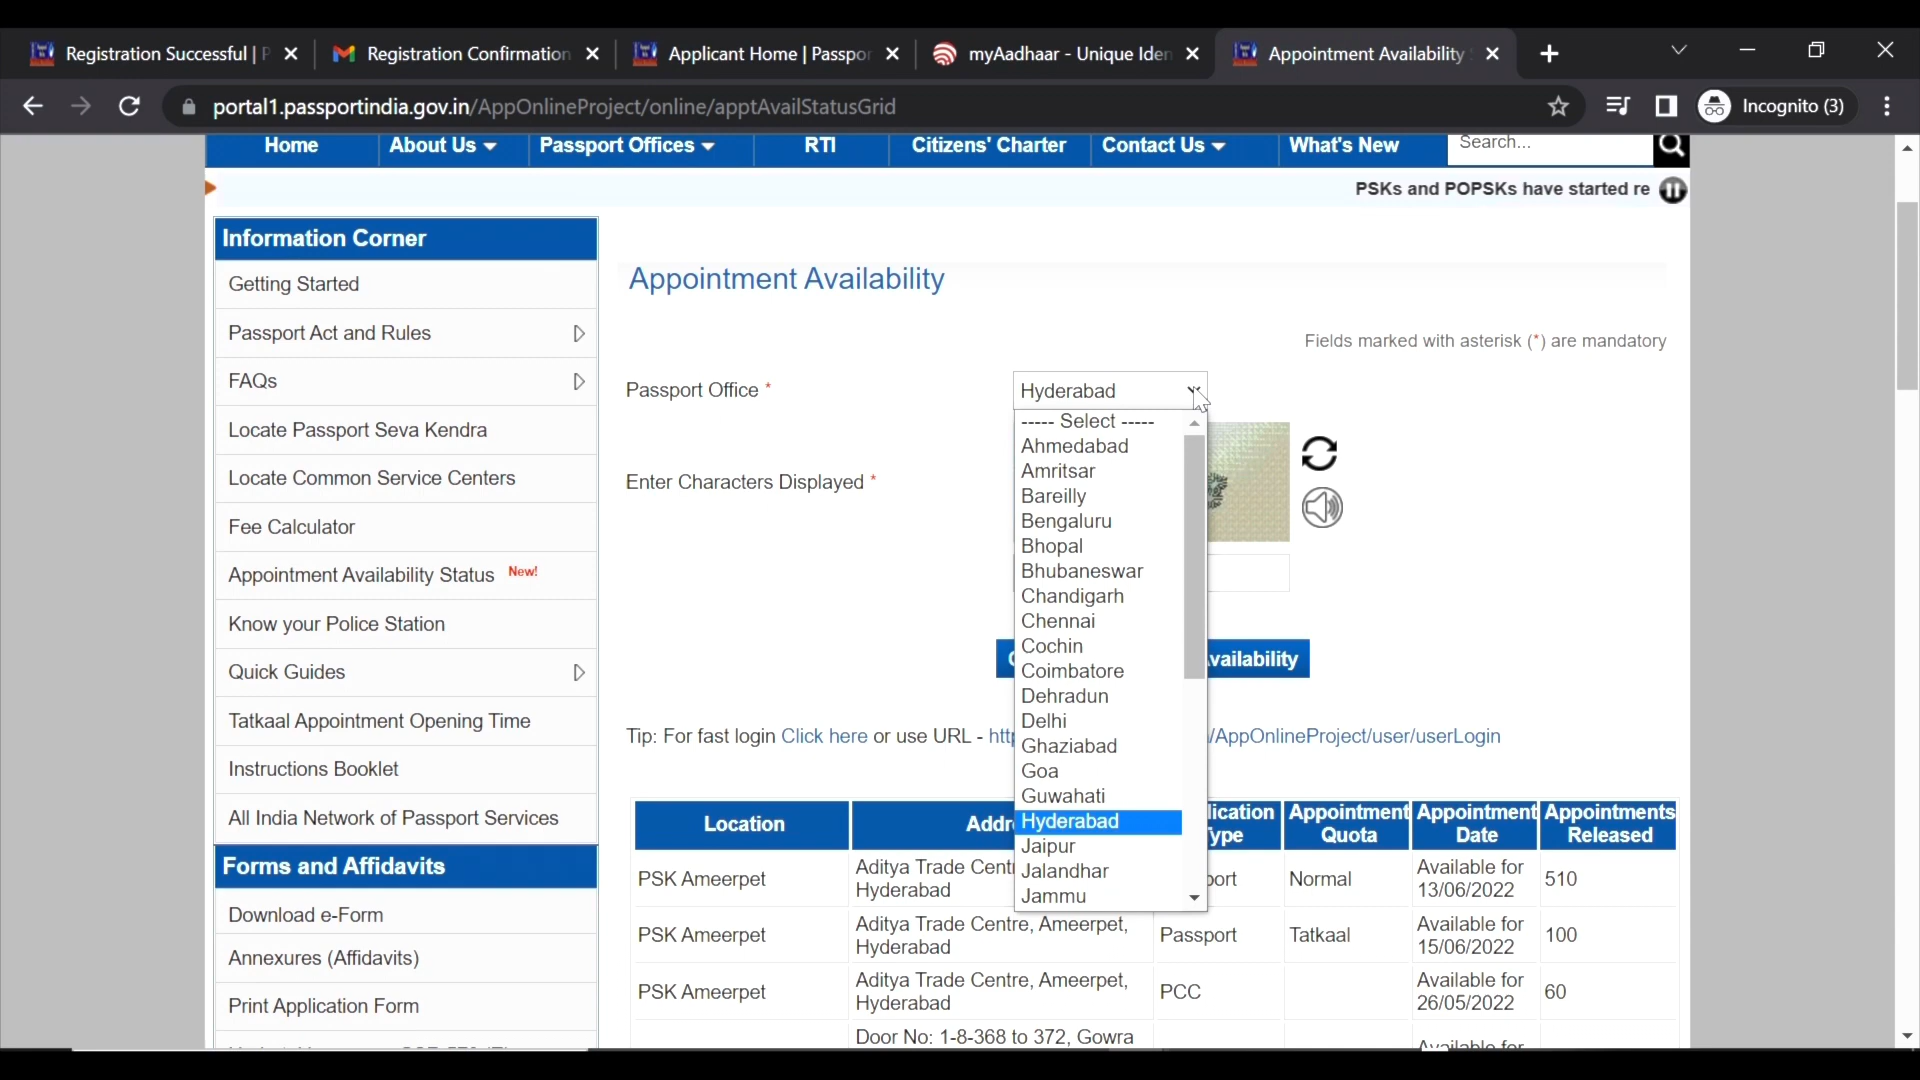 Registration Successful | P
Registration Confirmation
Applicant Home | Passpor
myAadhaar - Unique Iden
Appointment Availability S
portal1.passportindia.gov.in/AppOnlineProject/online/apptAvailStatusGrid
Incognito (3)
Home
About Us
Passport Offices
RTI
Citizens' Charter
Contact Us
What's New
Search...
PSKs and POPSKs have started re
Information Corner
Getting Started
Passport Act and Rules
FAQs
Locate Passport Seva Kendra
Locate Common Service Centers
Fee Calculator
Appointment Availability Status New!
Know your Police Station
Quick Guides
Tatkaal Appointment Opening Time
Instructions Booklet
All India Network of Passport Services
Forms and Affidavits
Download e-Form
Annexures (Affidavits)
Print Application Form
Appointment Availability
Fields marked with asterisk (*) are mandatory
Passport Office *
Hyderabad
Enter Characters Displayed *
----- Select -----
Ahmedabad
Amritsar
Bareilly
Bengaluru
Bhopal
Bhubaneswar
Chandigarh
Chennai
Cochin
Coimbatore
Dehradun
Delhi
Ghaziabad
Goa
Guwahati
Hyderabad
Jaipur
Jalandhar
Jammu
vailability
Tip: For fast login Click here or use URL - htt
/AppOnlineProject/user/userLogin
Location
Addr
lication
ype
Appointment
Quota
Appointment
Date
Appointments
Released
PSK Ameerpet
Aditya Trade Cent
Hyderabad
port
Normal
Available for
13/06/2022
510
PSK Ameerpet
Aditya Trade Centre, Ameerpet,
Hyderabad
Passport
Tatkaal
Available for
15/06/2022
100
PSK Ameerpet
Aditya Trade Centre, Ameerpet,
Hyderabad
PCC
Available for
26/05/2022
60
Door No: 1-8-368 to 372, Gowra
Available for